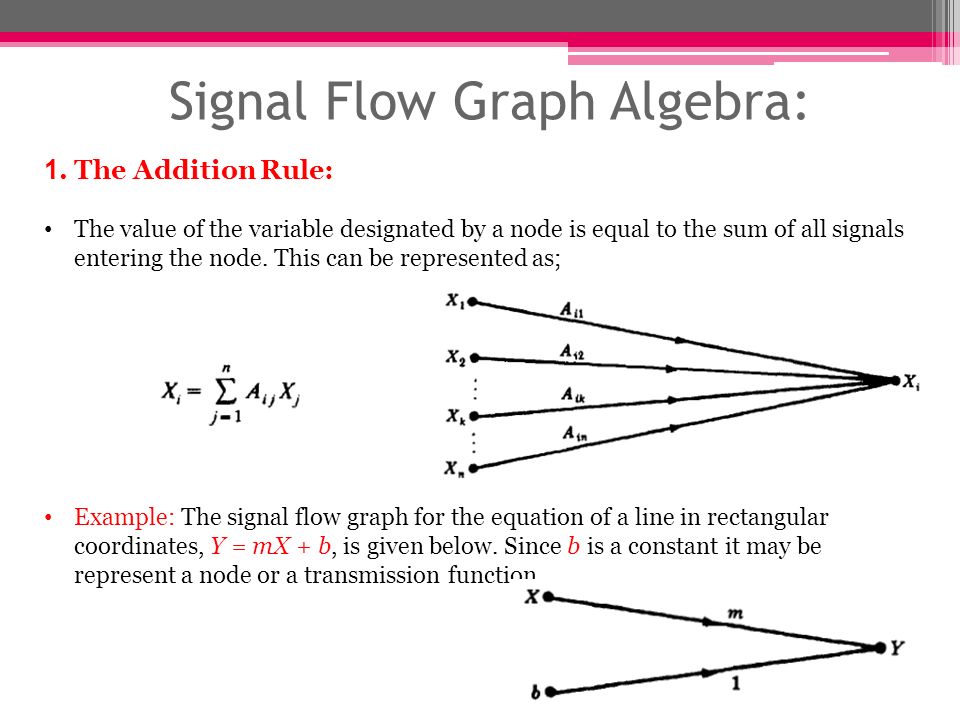 Signal Flow Graph Algebra:
1. The Addition Rule:
• The value of the variable designated by a node is equal to the sum of all signals
entering the node. This can be represented as;
X₁
A_{i1}
X₂
A_{i2}
⋮
X_k
A_{ik}
⋮
X_n
A_{in}
X_i
X_i = ∑_{j=1}^{n} A_{ij} X_j
• Example: The signal flow graph for the equation of a line in rectangular
coordinates, Y = mX + b, is given below. Since b is a constant it may be
represent a node or a transmission function
X
m
Y
b
1